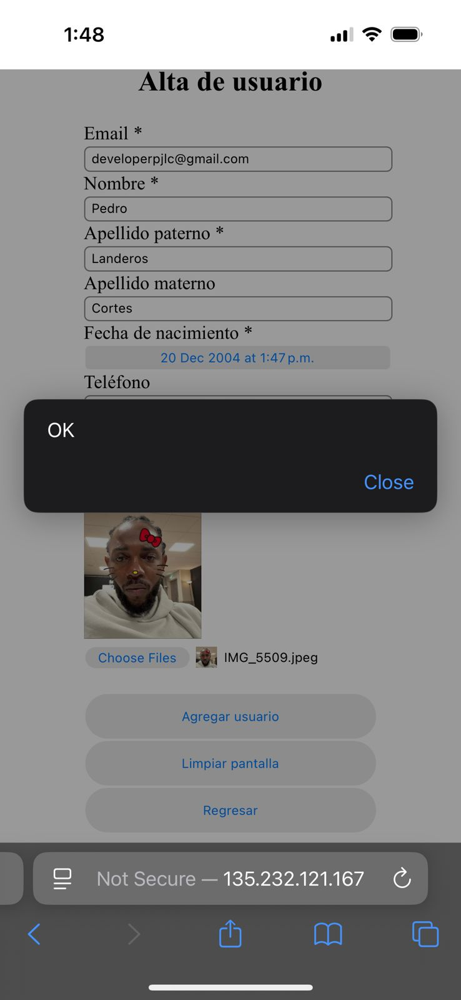 1:48
Alta de usuario
Email *
developerpjlc@gmail.com
Nombre *
Pedro
Apellido paterno *
Landeros
Apellido materno
Cortes
Fecha de nacimiento *
20 Dec 2004 at 1:47 p.m.
Teléfono
OK
Close
Choose Files IMG_5509.jpeg
Agregar usuario
Limpiar pantalla
Regresar
Not Secure — 135.232.121.167